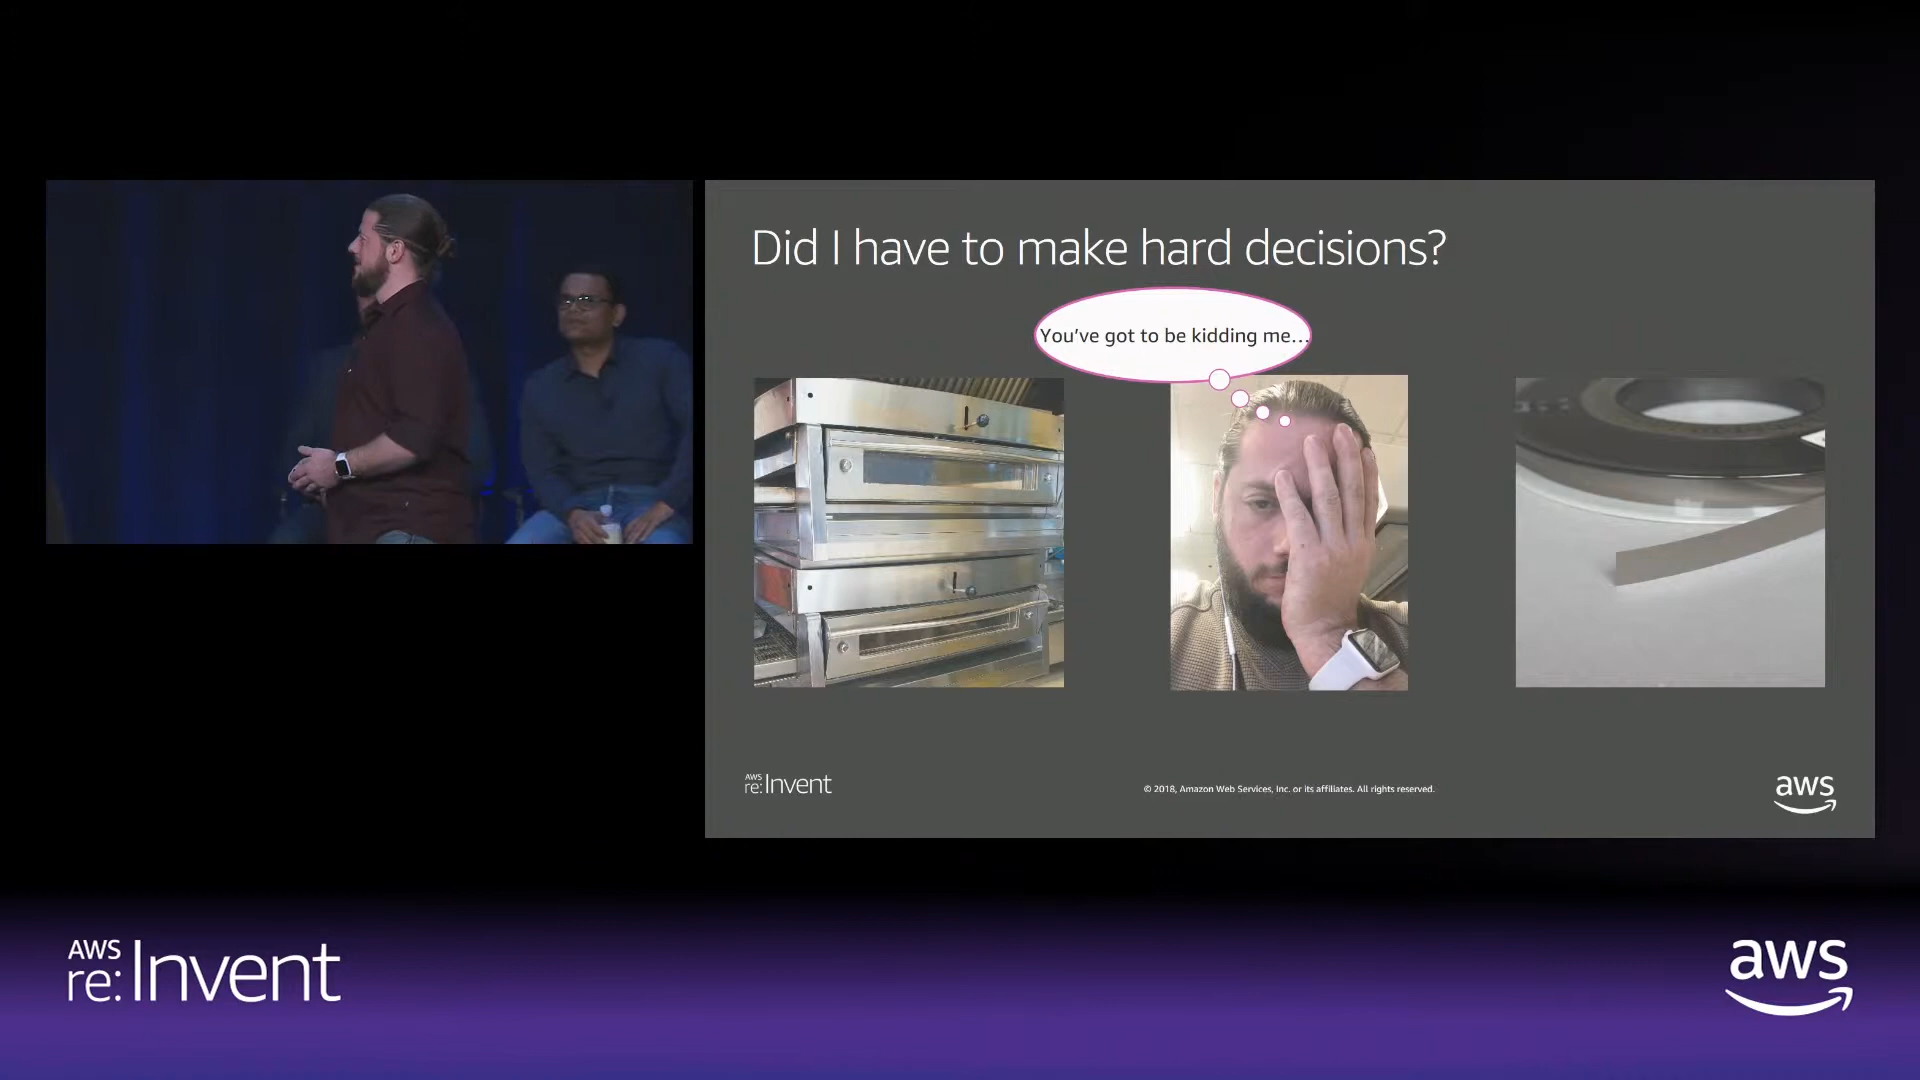 Did I have to make hard decisions?
You've got to be kidding me...
AWS
re:Invent
© 2018, Amazon Web Services, Inc. or its affiliates. All rights reserved.
aws
AWS
re:Invent
aws